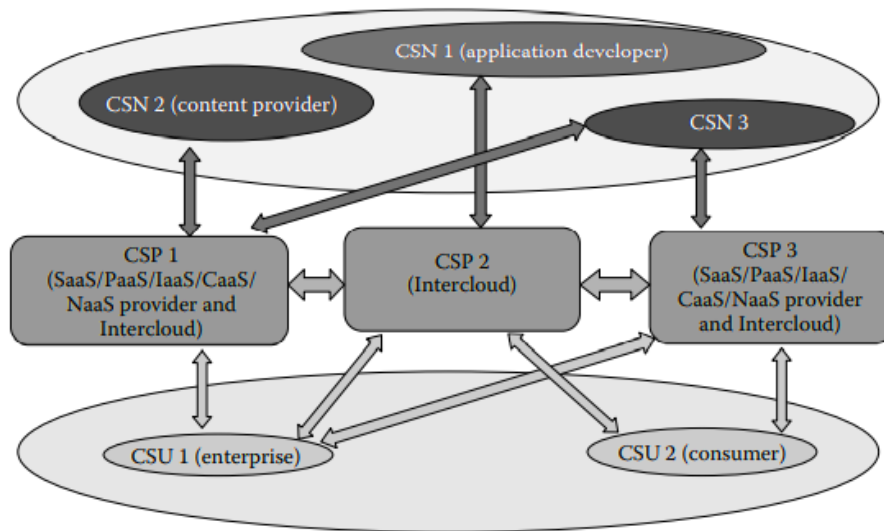 CSN 1 (application developer)
CSN 2 (content provider)
CSN 3
CSP 1
(SaaS/PaaS/IaaS/CaaS/
NaaS provider and
Intercloud)
CSP 2
(Intercloud)
CSP 3
(SaaS/PaaS/IaaS/
CaaS/NaaS provider
and Intercloud)
CSU 1 (enterprise)
CSU 2 (consumer)